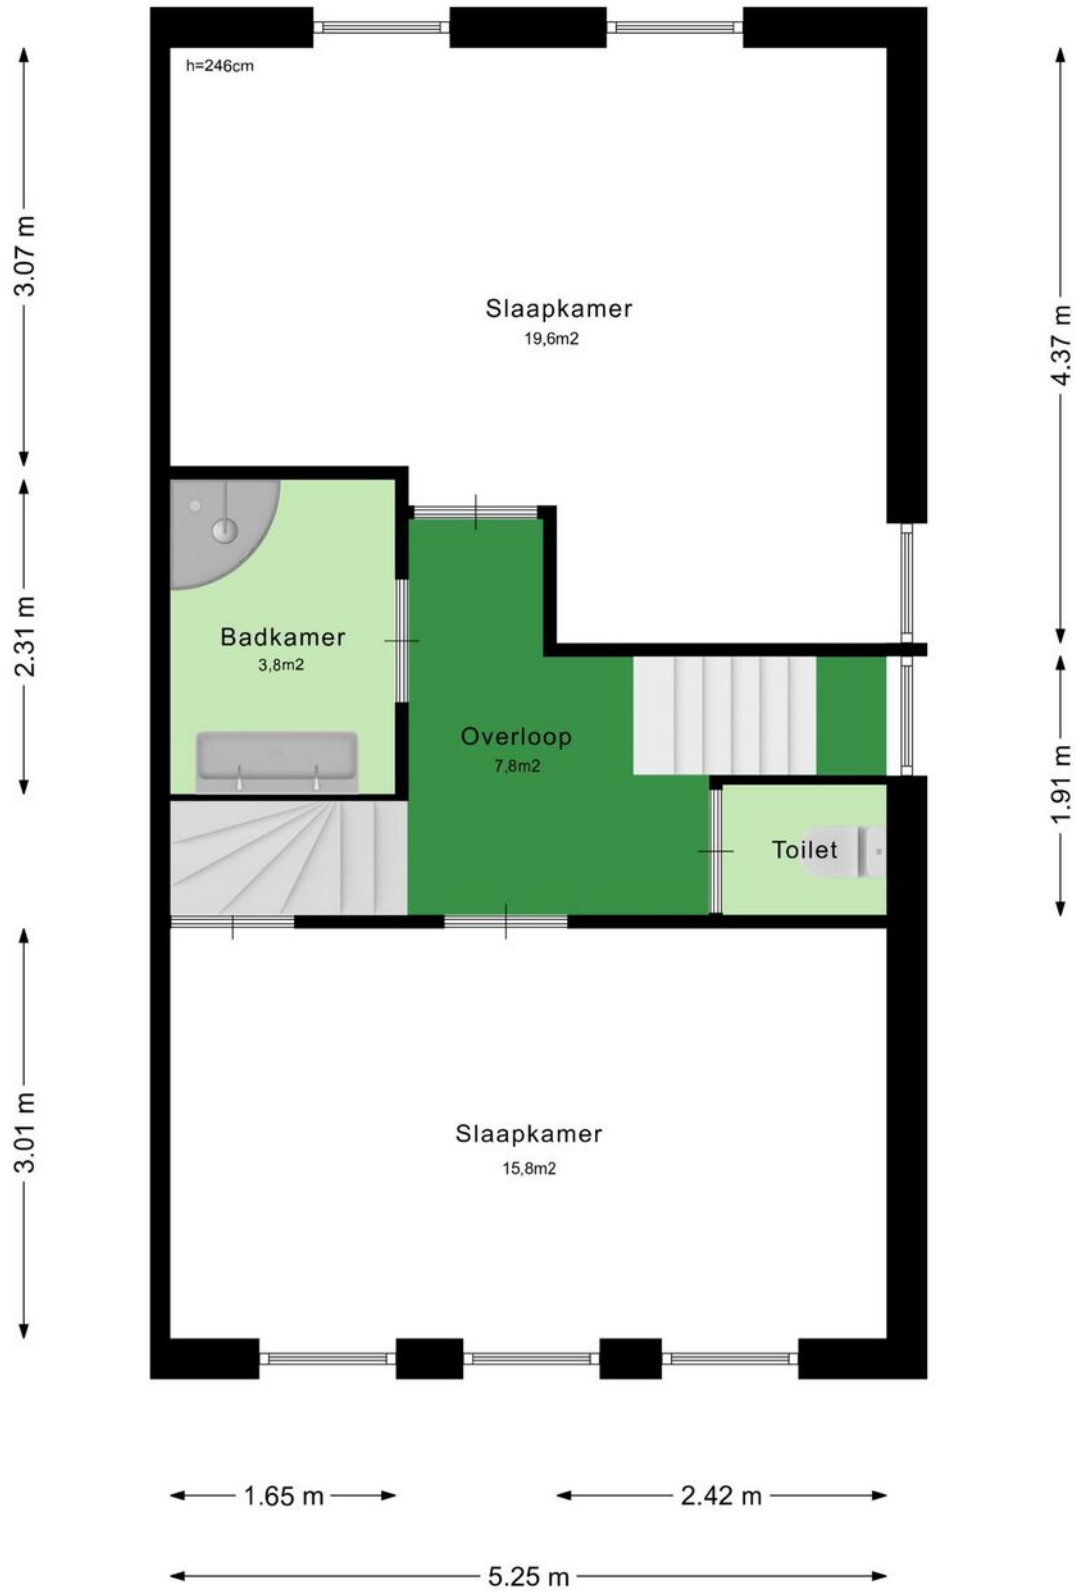 h=246cm
3.07 m
Slaapkamer
19,6m2
4.37 m
2.31 m
Badkamer
3,8m2
Overloop
7,8m2
1.91 m
Toilet
3.01 m
Slaapkamer
15,8m2
1.65 m
2.42 m
5.25 m